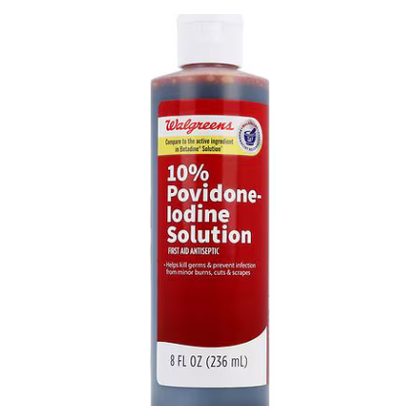 Walgreens
Compare to the active ingredient
in Betadine® Solution*
10%
Povidone-
Iodine
Solution
FIRST AID ANTISEPTIC
• Helps kill germs & prevent infection
from minor burns, cuts & scrapes
8 FL OZ (236 mL)